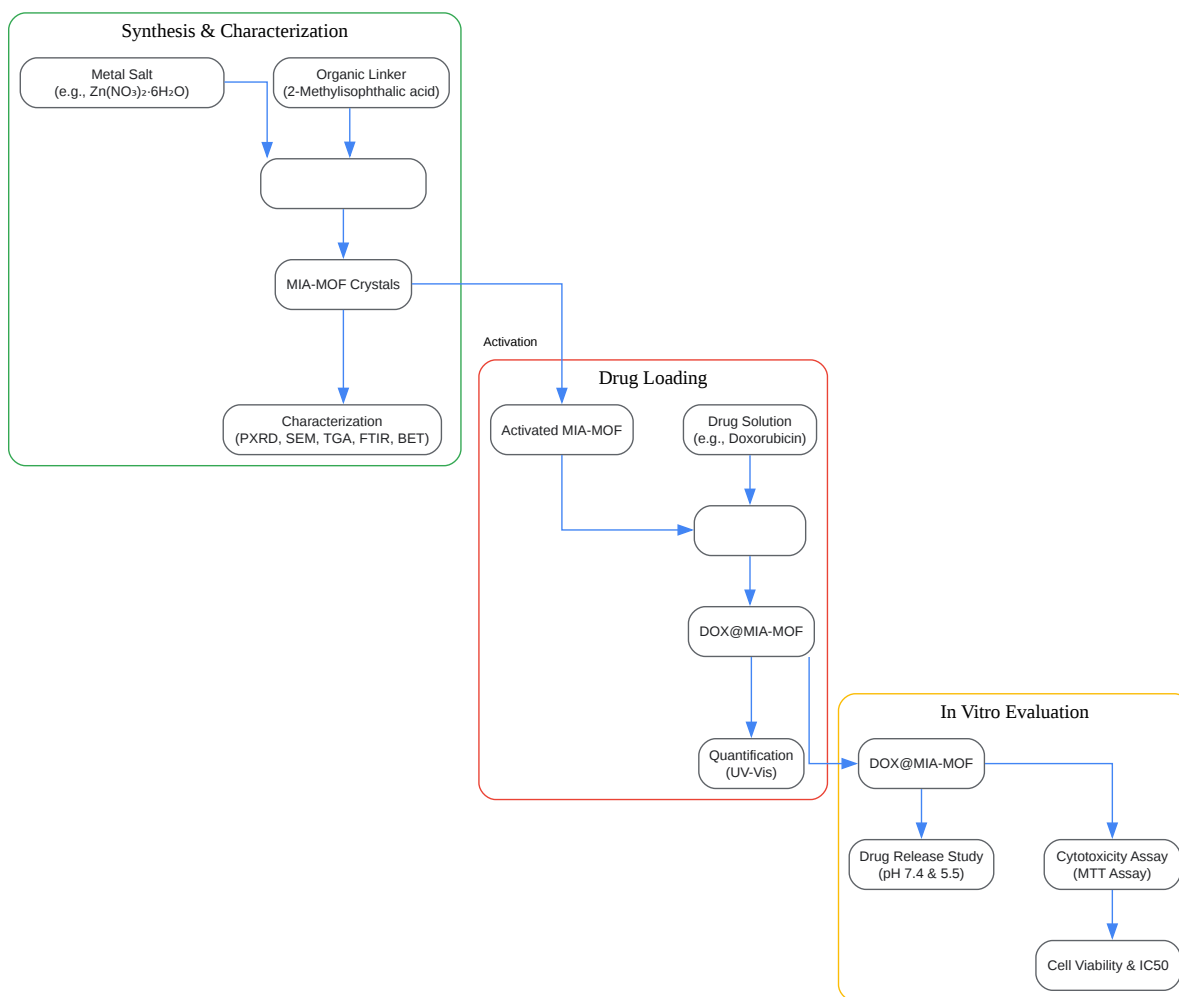 Synthesis & Characterization
Metal Salt
(e.g., Zn(NO₃)₂·6H₂O)
Organic Linker
(2-Methylisophthalic acid)
MIA-MOF Crystals
Characterization
(PXRD, SEM, TGA, FTIR, BET)
Activation
Drug Loading
Activated MIA-MOF
Drug Solution
(e.g., Doxorubicin)
DOX@MIA-MOF
Quantification
(UV-Vis)
In Vitro Evaluation
DOX@MIA-MOF
Drug Release Study
(pH 7.4 & 5.5)
Cytotoxicity Assay
(MTT Assay)
Cell Viability & IC50